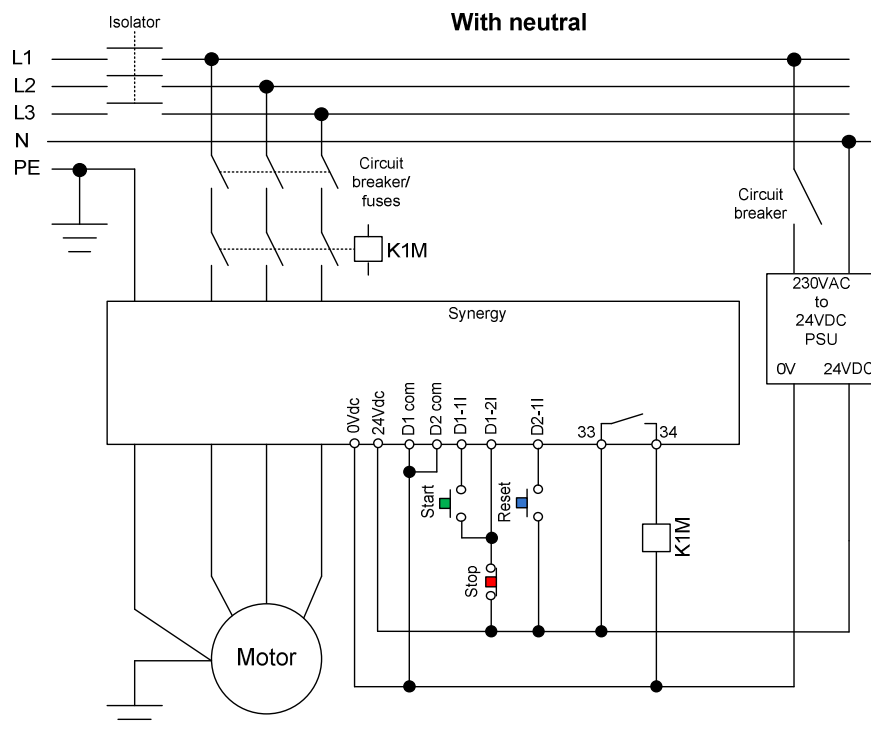 With neutral
Isolator
L1
L2
L3
N
PE
Circuit
breaker/
fuses
K1M
Circuit
breaker
230VAC
to
24VDC
PSU
0V 24VDC
Synergy
0Vdc
24Vdc
D1 com
D2 com
D1-1I
D1-2I
D2-1I
33
34
Start
Reset
Stop
K1M
Motor